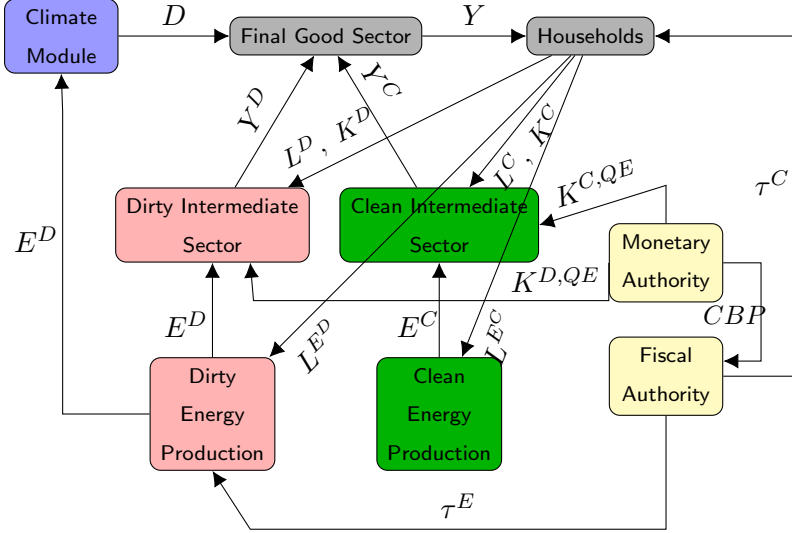 Climate
Module
D
Final Good Sector
Y
Households
Y^D
Y^C
L^D, K^D
L^C, K^C
K^{C,QE}
τ^C
Dirty Intermediate
Sector
Clean Intermediate
Sector
Monetary
Authority
E^D
K^{D,QE}
CBP
E^D
L^{E^D}
E^C
L^{E^C}
Fiscal
Authority
Dirty
Energy
Production
Clean
Energy
Production
τ^E